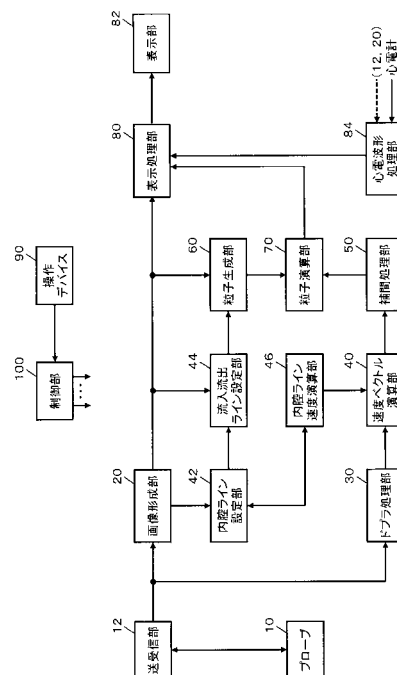 10
プローブ
12
送受信部
20
画像形成部
30
ドプラ処理部
42
内腔ライン
設定部
44
流入流出
ライン設定部
46
内腔ライン
速度演算部
40
速度ベクトル
演算部
50
補間処理部
60
粒子生成部
70
粒子演算部
80
表示処理部
82
表示部
84
心電波形
処理部
(12, 20)
心電計
90
操作
デバイス
100
制御部
...